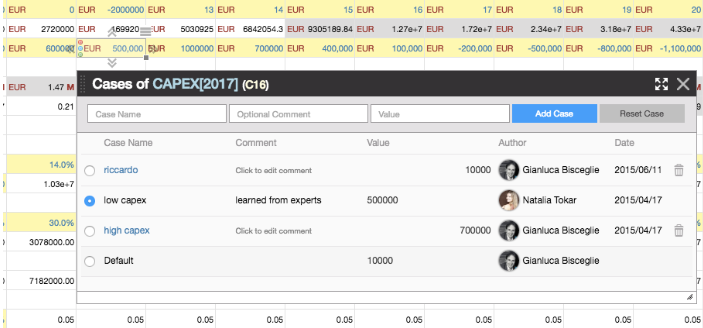 EUR 0 EUR -2000000 EUR 13 EUR 14 EUR 15 EUR 16 EUR 17 EUR 18 EUR 19 EUR 20
EUR 2720000 EUR 169920 EUR 5030925 EUR 6842054.3 EUR 9305189.84 EUR 1.27e+7 EUR 1.72e+7 EUR 2.34e+7 EUR 3.18e+7 EUR 4.33e+7
EUR 600000 EUR 500,000 EUR 1000000 EUR 700000 EUR 400,000 EUR 100,000 EUR -200,000 EUR -500,000 EUR -800,000 EUR -1,100,000
Cases of CAPEX[2017] (C16)
EUR 1.47 M
0.21
Case Name Optional Comment Value Add Case Reset Case
Case Name Comment Value Author Date
14.0% riccardo Click to edit comment 10000 Gianluca Bisceglie 2015/06/11
1.03e+7
low capex learned from experts 500000 Natalia Tokar 2015/04/17
30.0% high capex Click to edit comment 700000 Gianluca Bisceglie 2015/04/17
3078000.00
Default 10000 Gianluca Bisceglie
7182000.00
0.05 0.05 0.05 0.05 0.05 0.05 0.05 0.05 0.05 0.05